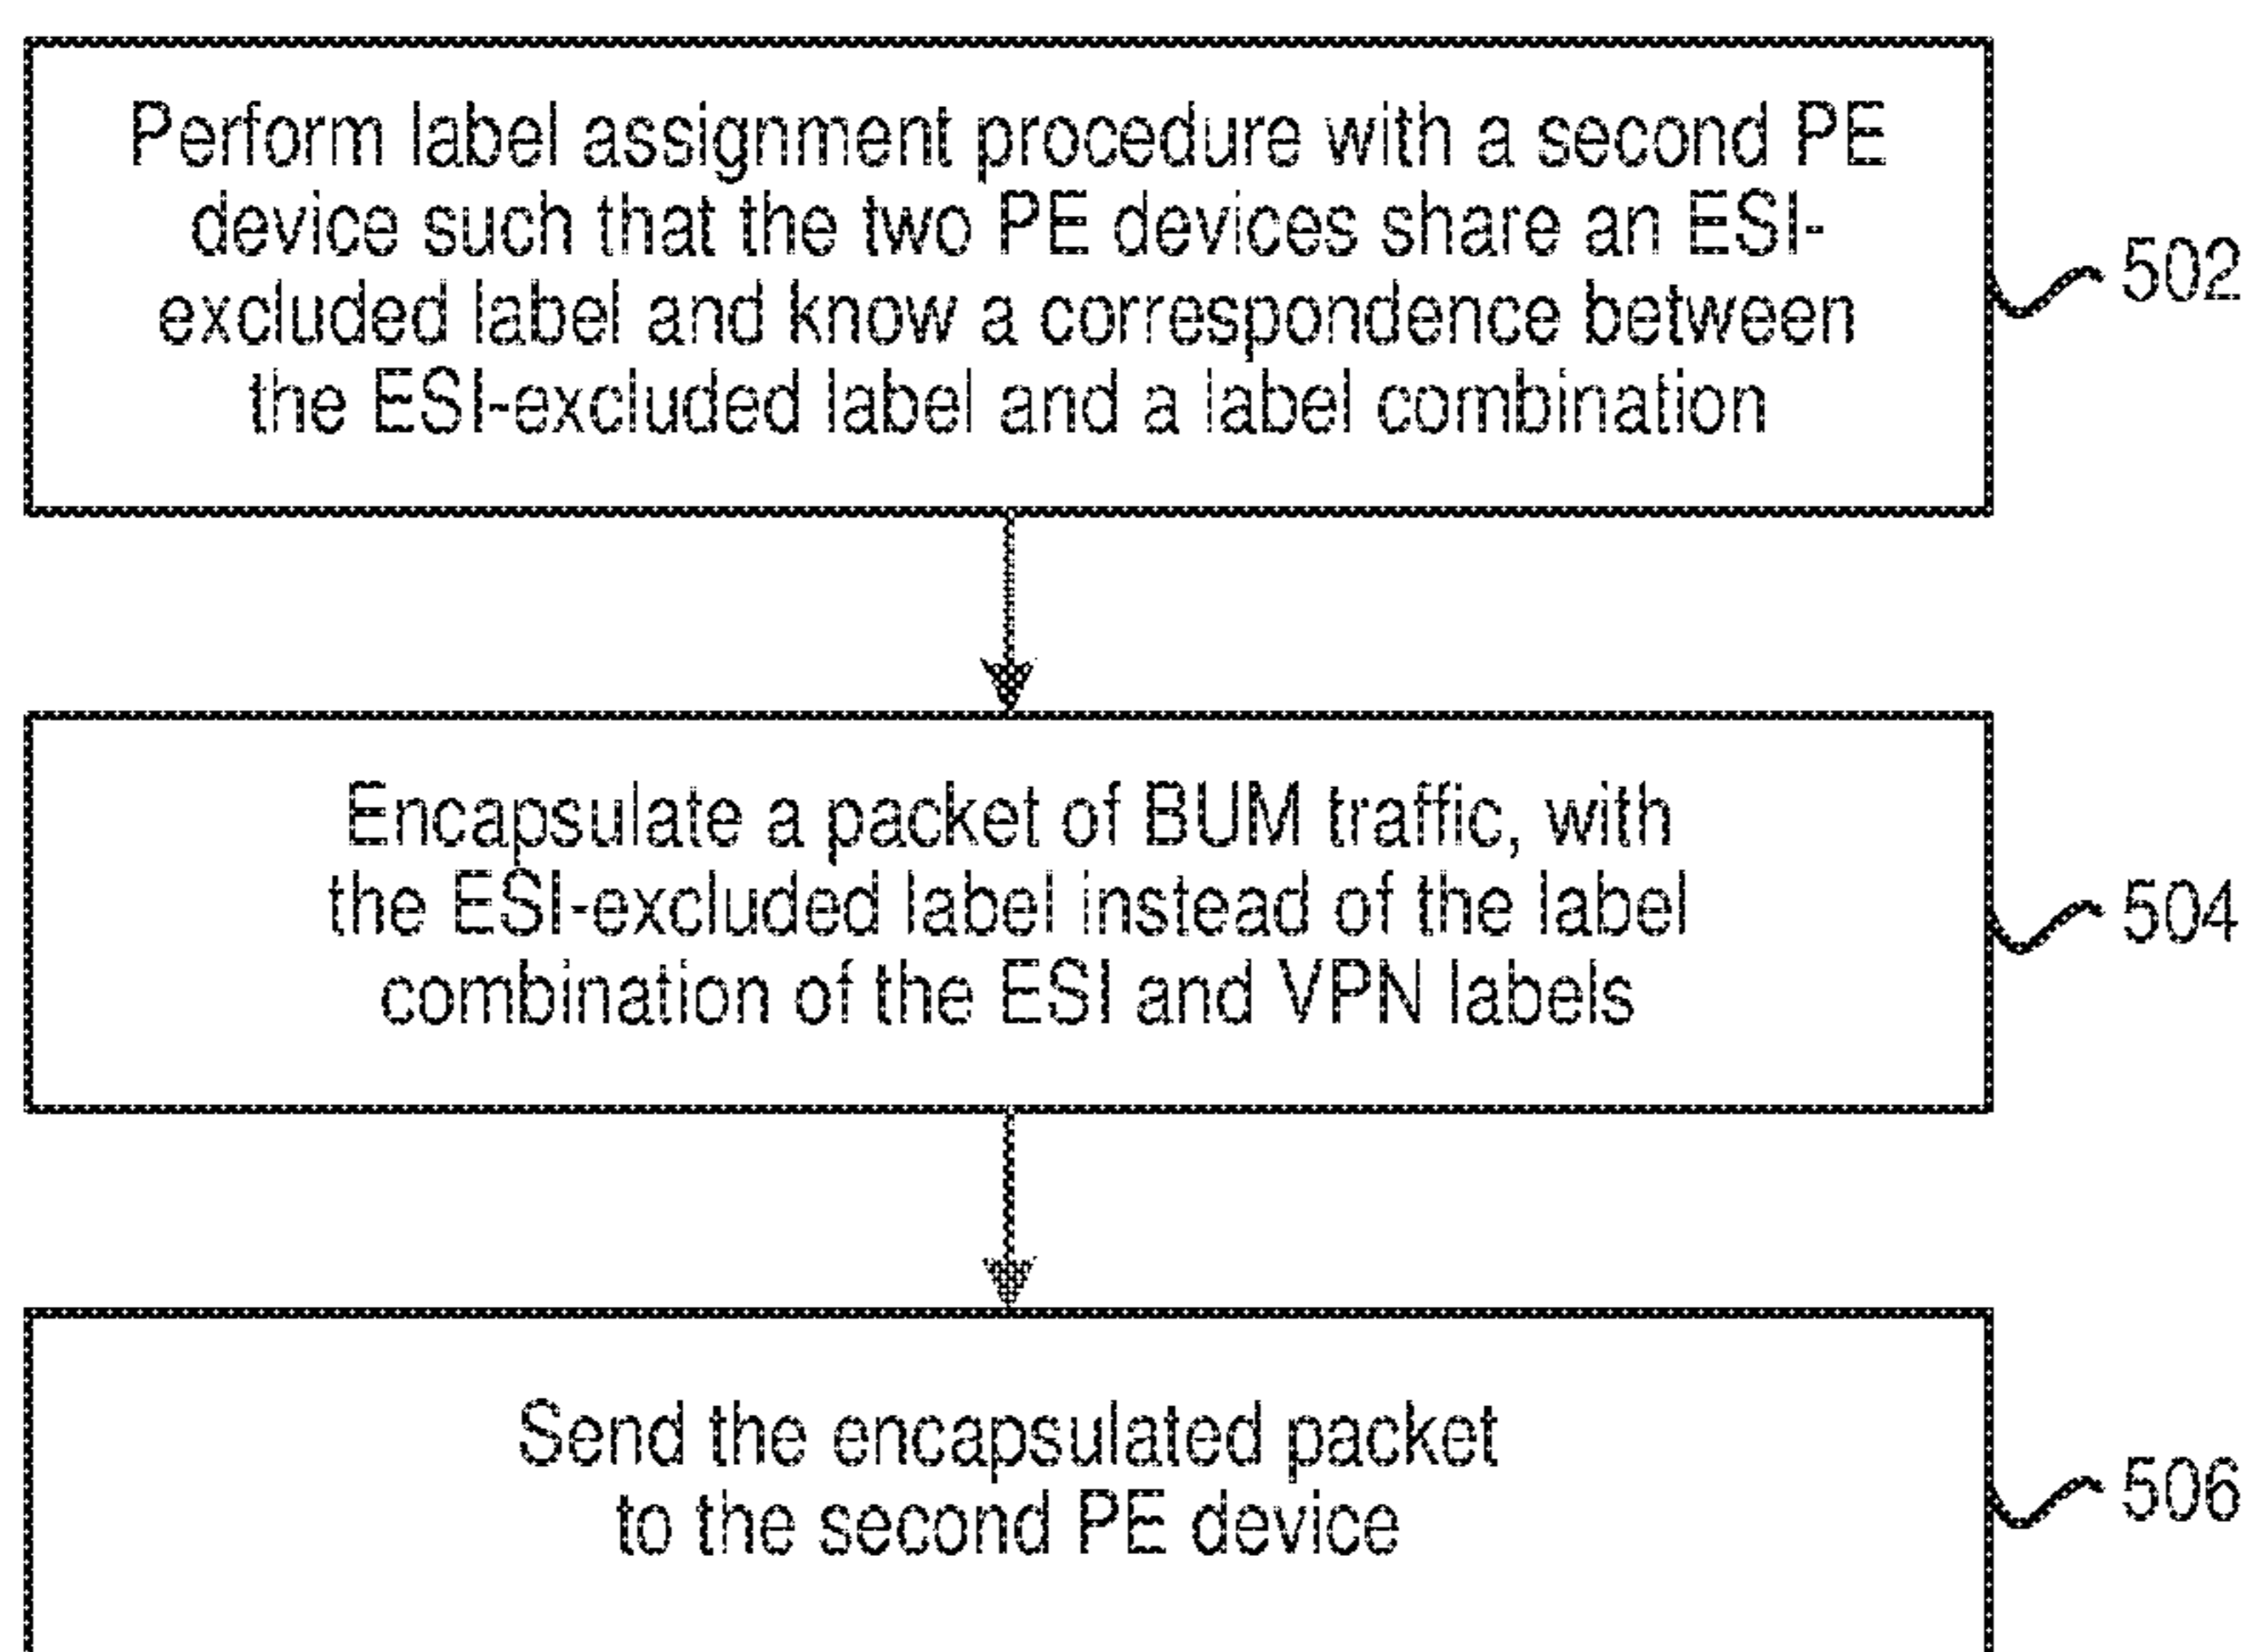 Perform label assignment procedure with a second PE
device such that the two PE devices share an ESI-
excluded label and know a correspondence between
the ESI-excluded label and a label combination
502
Encapsulate a packet of BUM traffic, with
the ESI-excluded label instead of the label
combination of the ESI and VPN labels
504
Send the encapsulated packet
to the second PE device
506